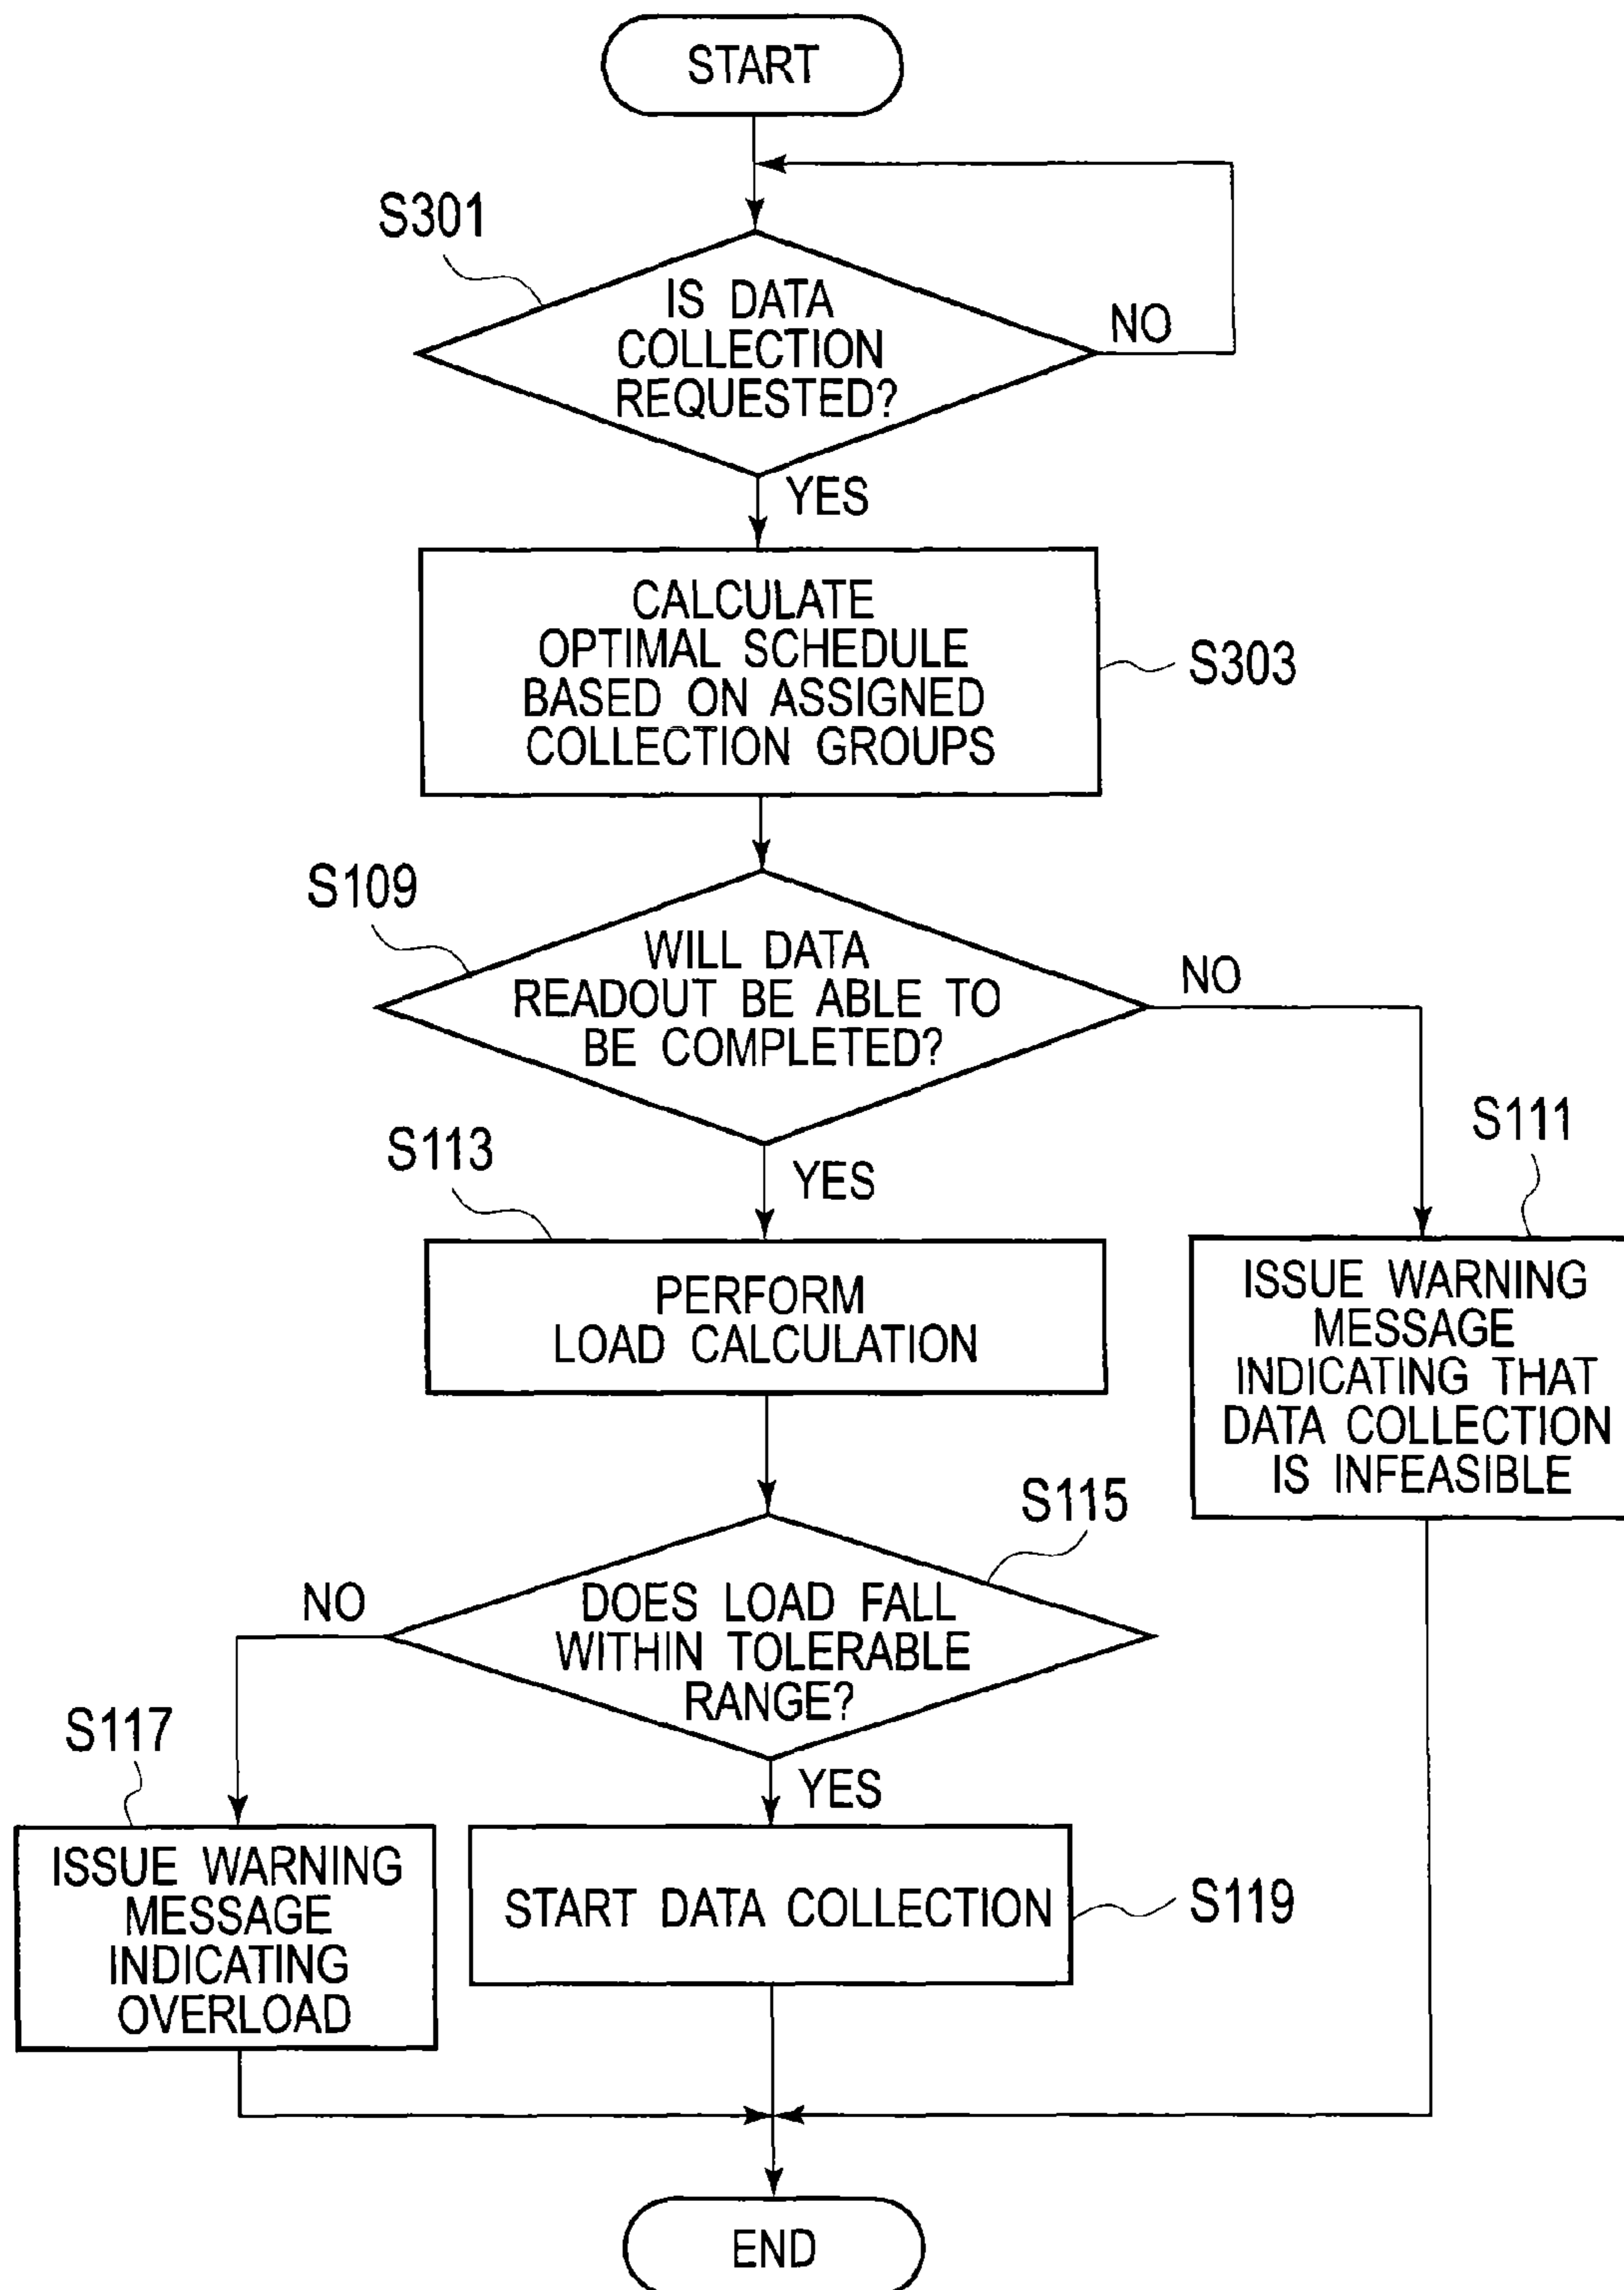 START
S301
IS DATA
COLLECTION
REQUESTED?
NO
YES
CALCULATE
OPTIMAL SCHEDULE
BASED ON ASSIGNED
COLLECTION GROUPS
S303
S109
WILL DATA
READOUT BE ABLE TO
BE COMPLETED?
NO
YES
S111
ISSUE WARNING
MESSAGE
INDICATING THAT
DATA COLLECTION
IS INFEASIBLE
S113
PERFORM
LOAD CALCULATION
S115
DOES LOAD FALL
WITHIN TOLERABLE
RANGE?
NO
YES
S117
ISSUE WARNING
MESSAGE
INDICATING
OVERLOAD
START DATA COLLECTION
S119
END